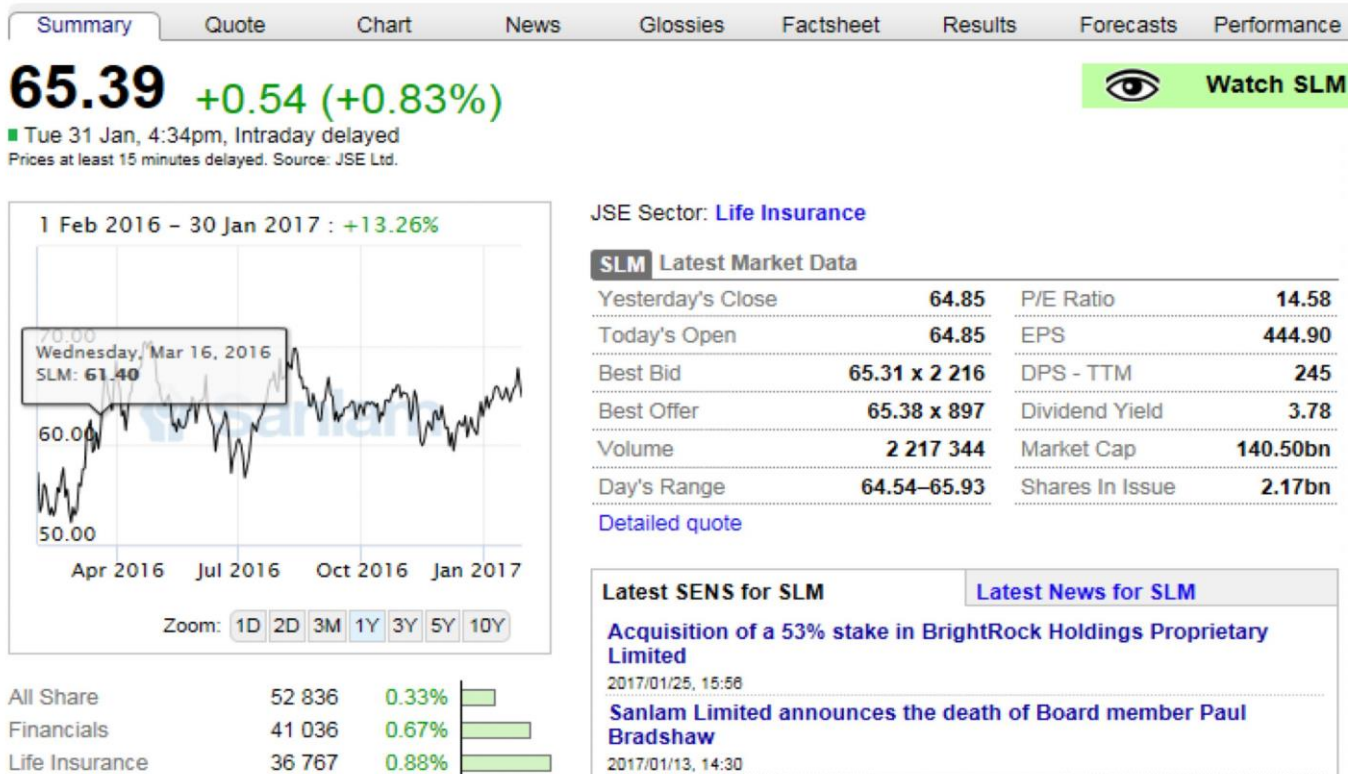 Summary Quote Chart News Glossies Factsheet Results Forecasts Performance
65.39 +0.54 (+0.83%)
Watch SLM
Tue 31 Jan, 4:34pm, Intraday delayed
Prices at least 15 minutes delayed. Source: JSE Ltd.
1 Feb 2016 – 30 Jan 2017 : +13.26%
70.00
Wednesday, Mar 16, 2016
SLM: 61.40
Sanlam
60.00
50.00
Apr 2016 Jul 2016 Oct 2016 Jan 2017
Zoom: 1D 2D 3M 1Y 3Y 5Y 10Y
All Share 52 836 0.33%
Financials 41 036 0.67%
Life Insurance 36 767 0.88%
JSE Sector: Life Insurance
SLM Latest Market Data
Yesterday's Close 64.85 P/E Ratio 14.58
Today's Open 64.85 EPS 444.90
Best Bid 65.31 x 2 216 DPS - TTM 245
Best Offer 65.38 x 897 Dividend Yield 3.78
Volume 2 217 344 Market Cap 140.50bn
Day's Range 64.54–65.93 Shares In Issue 2.17bn
Detailed quote
Latest SENS for SLM Latest News for SLM
Acquisition of a 53% stake in BrightRock Holdings Proprietary
Limited
2017/01/25, 15:56
Sanlam Limited announces the death of Board member Paul
Bradshaw
2017/01/13, 14:30